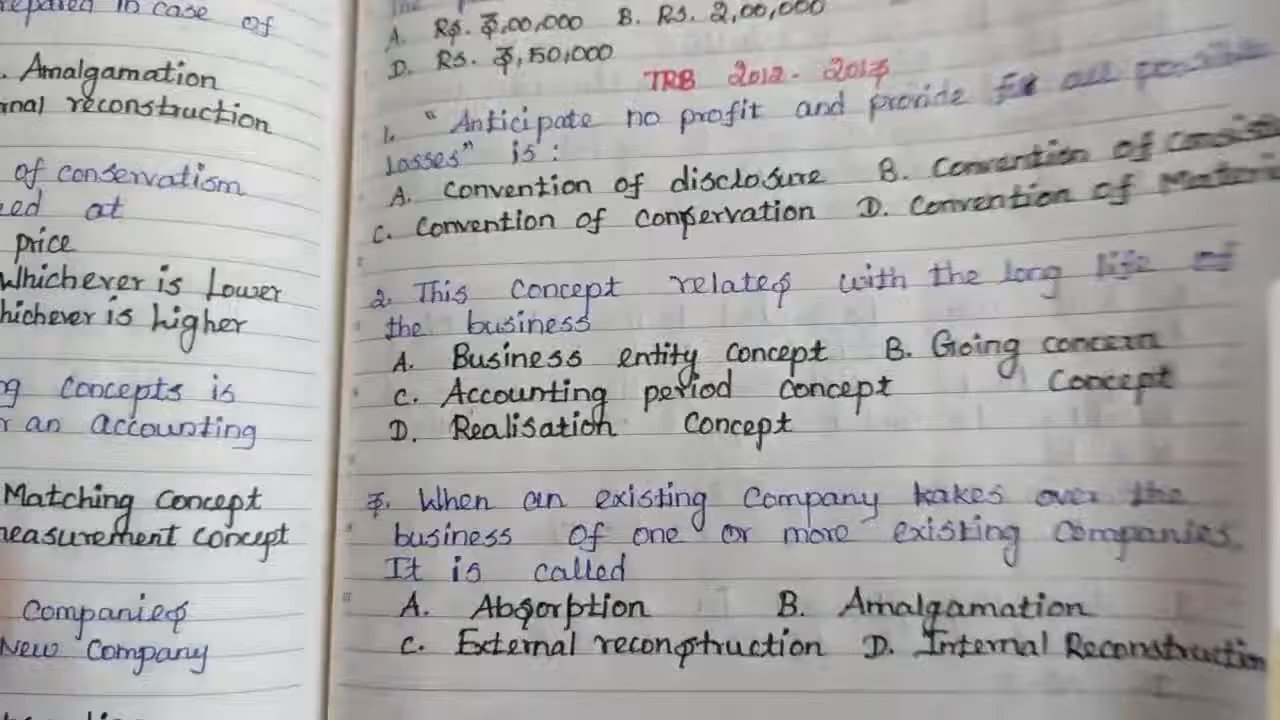 repared in case of
. Amalgamation
rnal reconstruction
of conservatism
ed at
price
Whichever is Lower
hichever is higher
g concepts is
r an accounting
Matching concept
easurement concept
Companies
New Company
A. Rs. 3,00,000 B. Rs. 2,00,000
D. Rs. 3,50,000
TRB 2012 - 2013
1. "Anticipate no profit and provide for all possible
losses" is :
A. Convention of disclosure B. Convention of
C. Convention of conservation D. Convention of
2. This concept relates with the long life of
the business
A. Business entity concept B. Going concern
C. Accounting period concept Concept
D. Realisation Concept
3. When an existing Company takes over the
business of one or more existing Companies.
It is called
A. Absorption B. Amalgamation
C. External reconstruction D. Internal Reconstruction